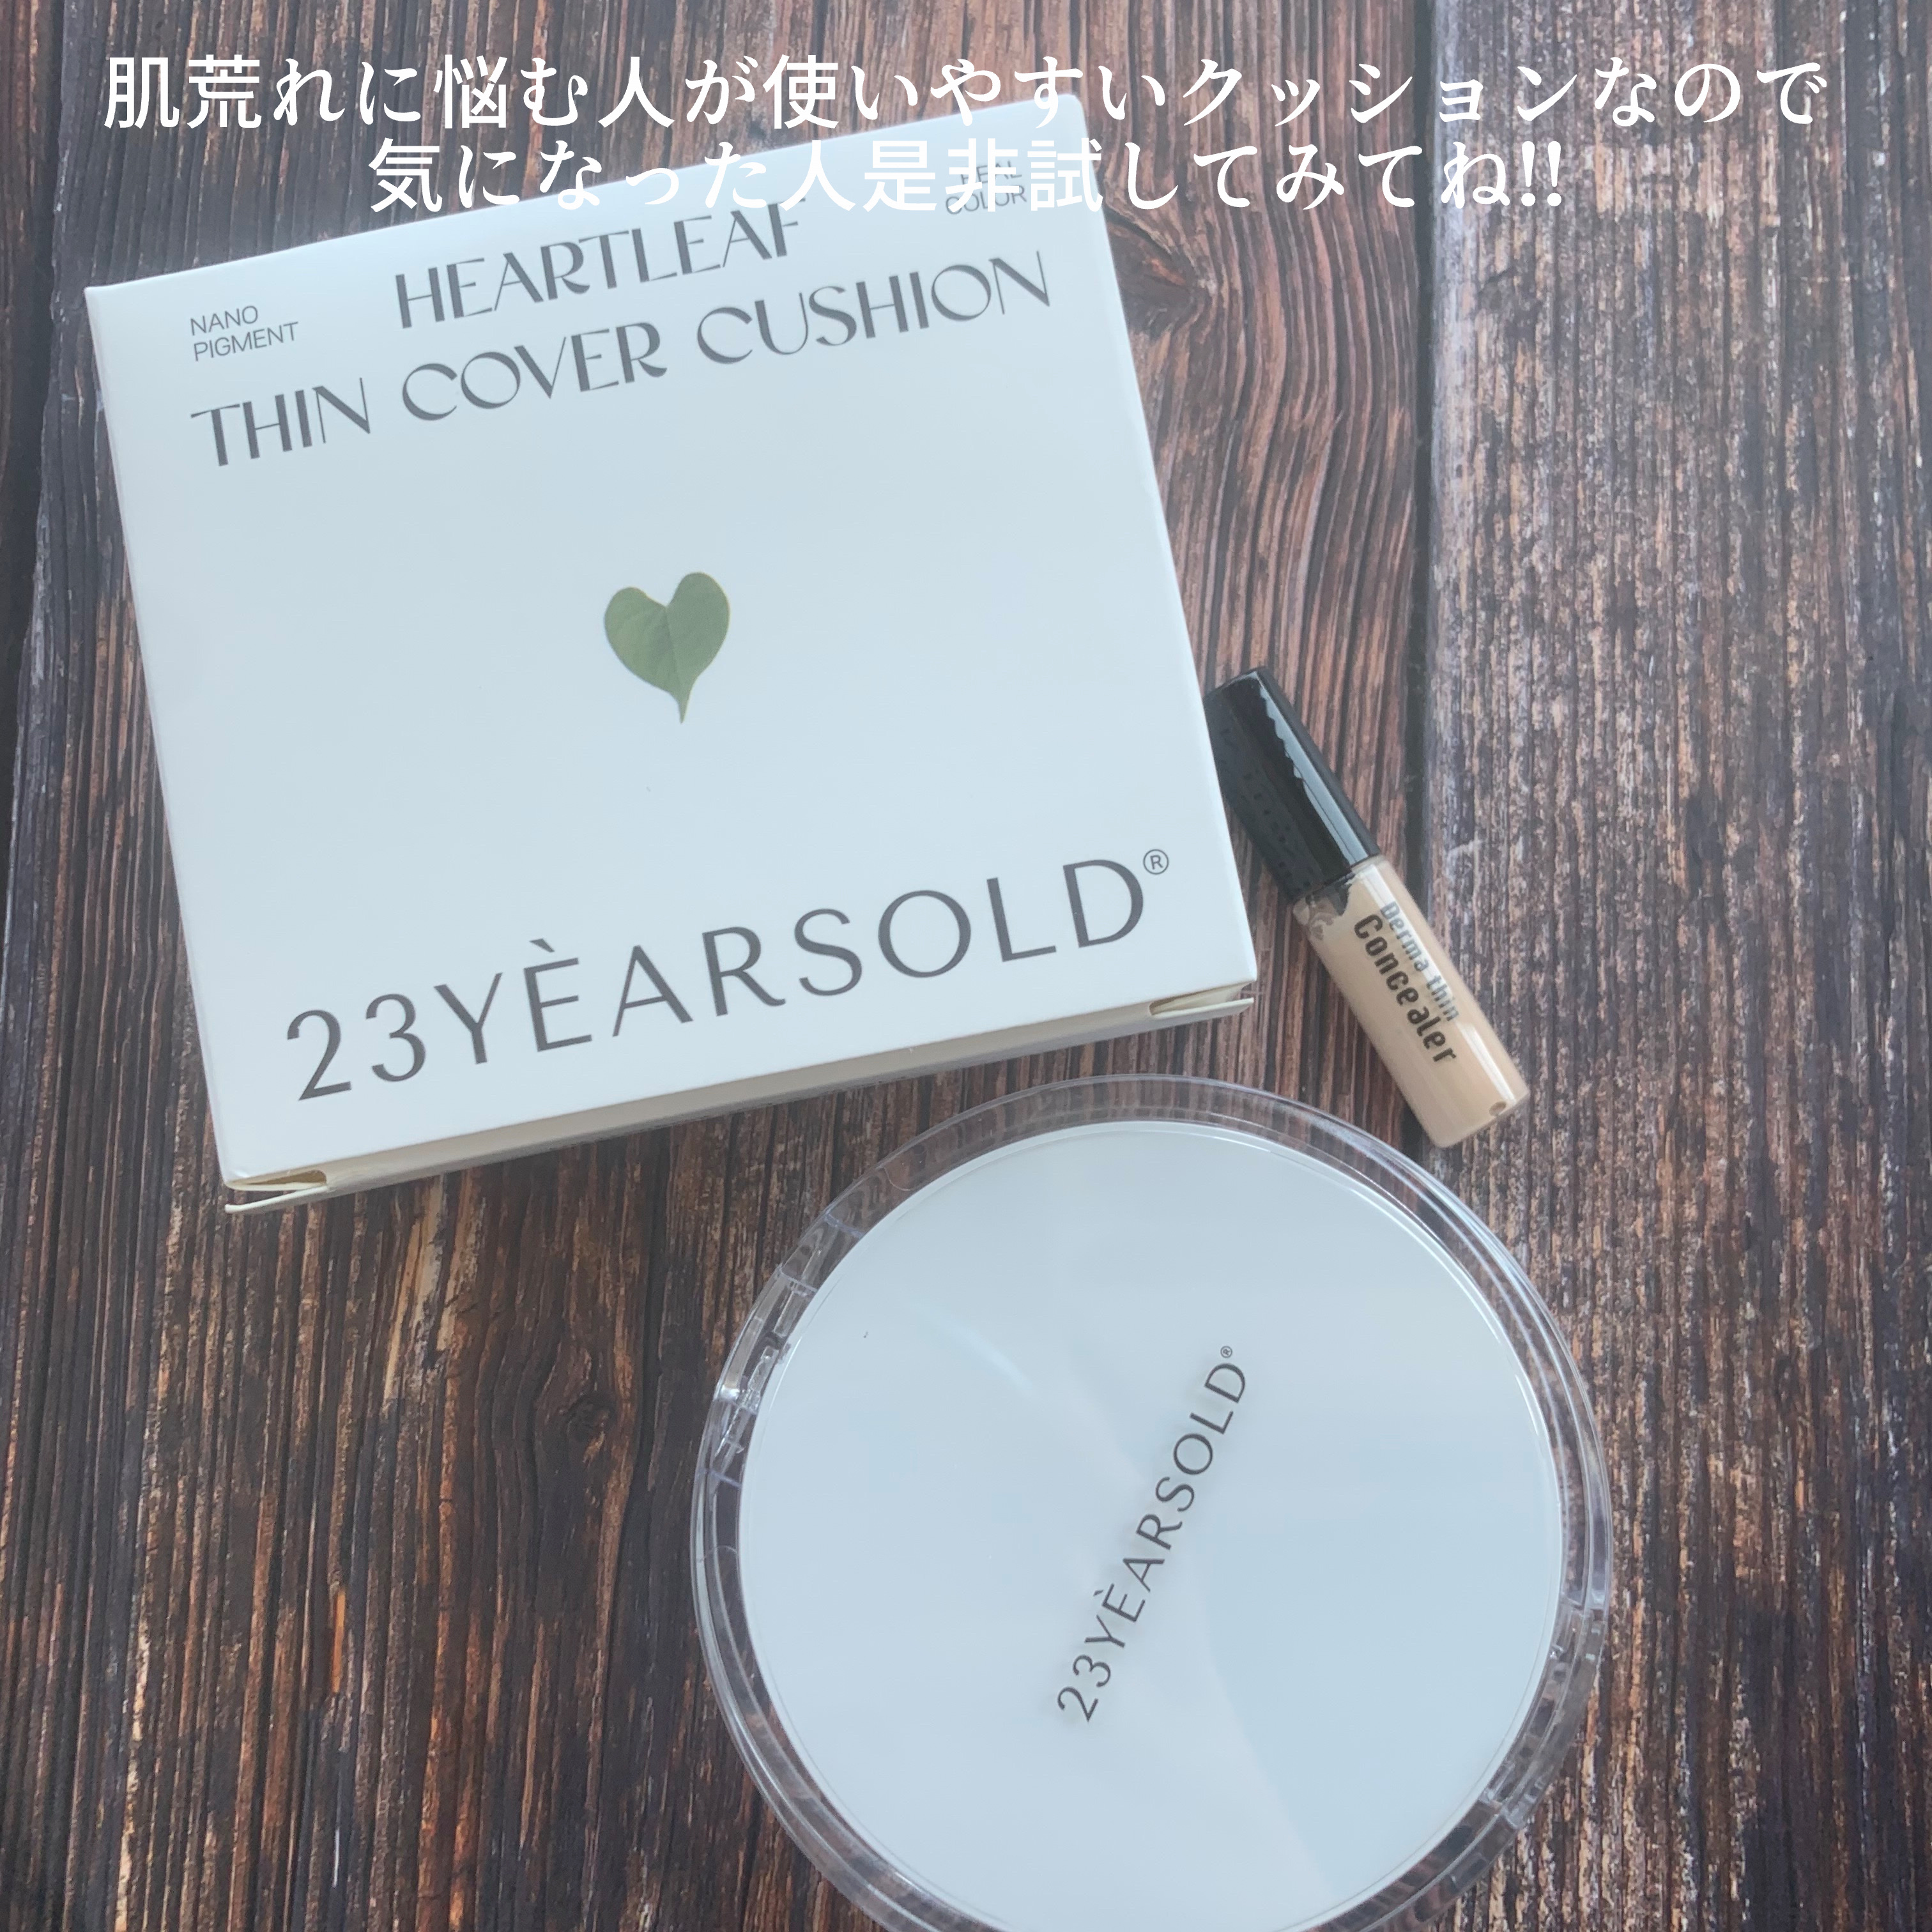 肌荒れに悩む人が使いやすいクッションなので
気になった人是非試してみてね!!
REAL
COLOR
HEARTLEAF
NANO
PIGMENT
THIN COVER CUSHION
23YÈARSOLD®
Derma thin
Concealer
23YÈARSOLD®